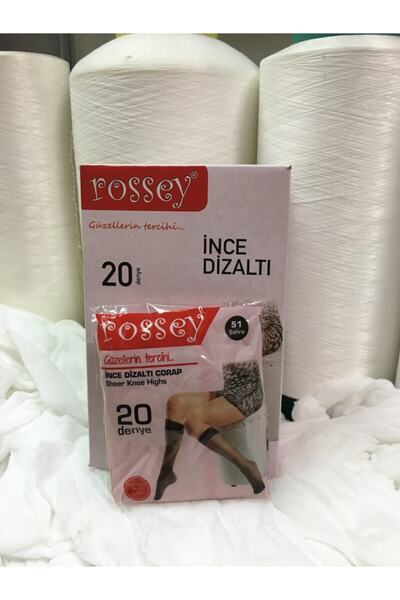 rossey®
Güzellerin tercihi...
20 denye
İNCE
DİZALTI
rossey
51
Sahra
Güzellerin tercihi...
İNCE DİZALTI ÇORAP
Sheer Knee Highs
20
denye